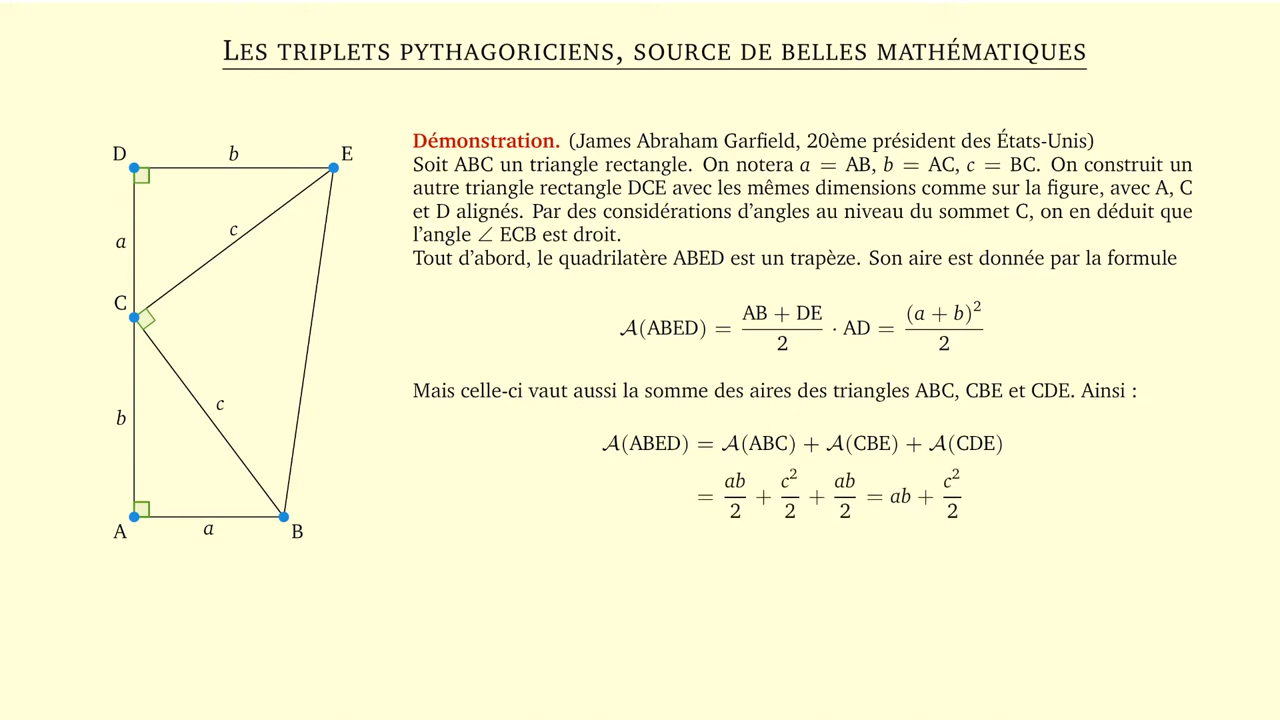 LES TRIPLETS PYTHAGORICIENS, SOURCE DE BELLES MATHÉMATIQUES
Démonstration. (James Abraham Garfield, 20ème président des États-Unis)
Soit ABC un triangle rectangle. On notera a = AB, b = AC, c = BC. On construit un
autre triangle rectangle DCE avec les mêmes dimensions comme sur la figure, avec A, C
et D alignés. Par des considérations d'angles au niveau du sommet C, on en déduit que
l'angle ∠ ECB est droit.
Tout d'abord, le quadrilatère ABED est un trapèze. Son aire est donnée par la formule
𝒜(ABED) = (AB + DE)/2 · AD = (a + b)²/2
Mais celle-ci vaut aussi la somme des aires des triangles ABC, CBE et CDE. Ainsi :
𝒜(ABED) = 𝒜(ABC) + 𝒜(CBE) + 𝒜(CDE)
= ab/2 + c²/2 + ab/2 = ab + c²/2
D b E
a c
C
b c
A a B